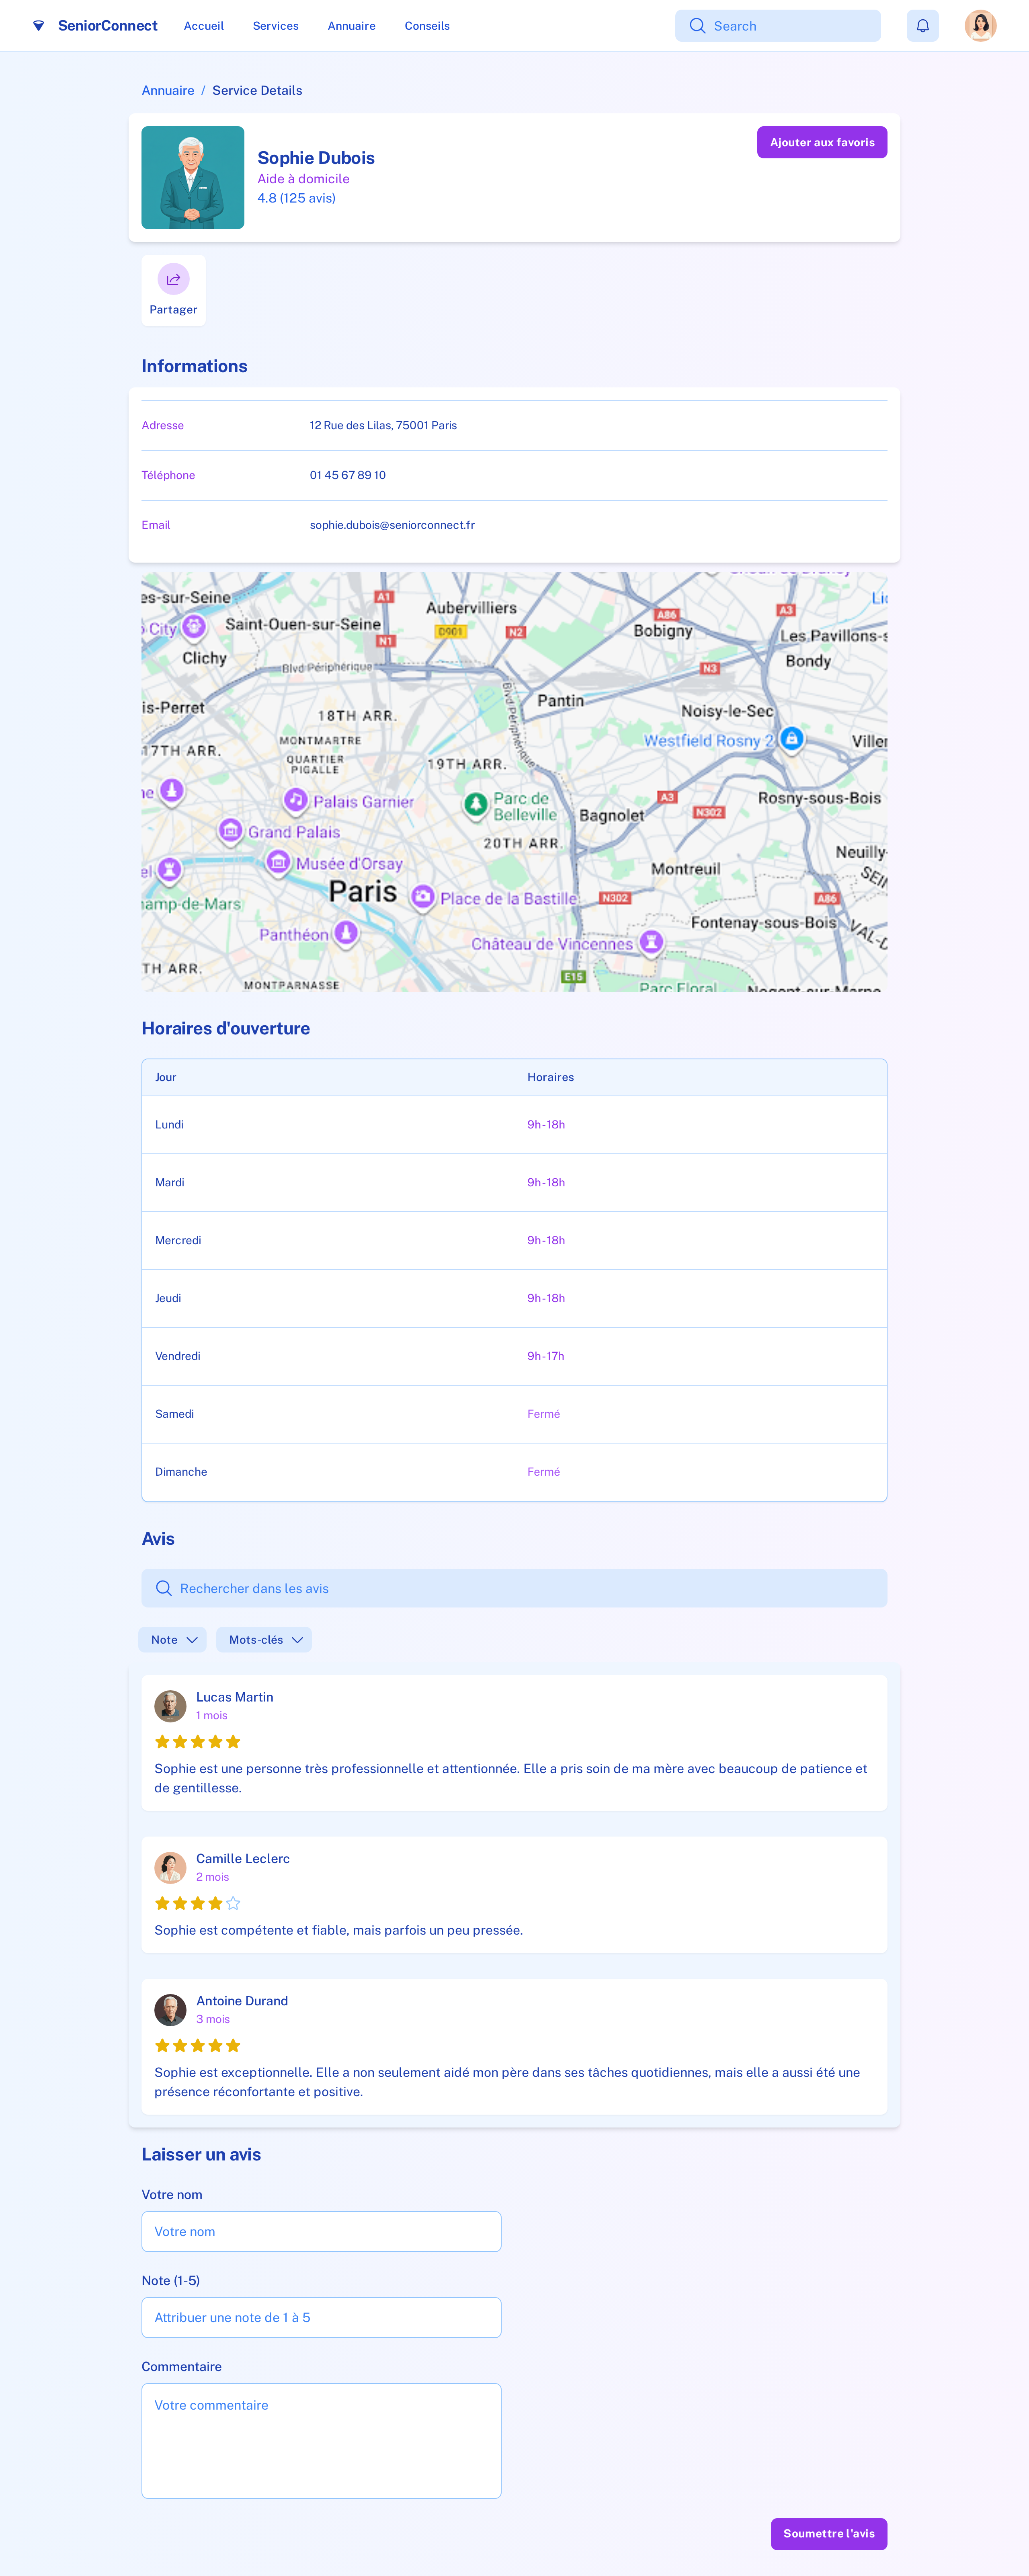 SeniorConnect
Accueil
Services
Annuaire
Conseils
Search
Annuaire / Service Details
Sophie Dubois
Aide à domicile
4.8 (125 avis)
Ajouter aux favoris
Partager
Informations
Adresse
12 Rue des Lilas, 75001 Paris
Téléphone
01 45 67 89 10
Email
sophie.dubois@seniorconnect.fr
es-sur-Seine
A1
Aubervilliers
A86
A3
City
Saint-Ouen-sur-Seine
D901
N2
N1
Bobigny
Les Pavillons-s
Clichy
Blvd Périphérique
N3
Bondy
is-Perret
Blvd Périphérique
Pantin
18TH ARR.
Noisy-le-Sec
17TH ARR.
MONTMARTRE
QUARTIER
PIGALLE
19TH ARR.
Westfield Rosny 2
Viller
ne
Palais Garnier
Parc de
Belleville
A3
Bagnolet
N302
Rosny-sous-Bois
Grand Palais
20TH ARR.
Musée d'Orsay
Montreuil
Neuilly-
el
Paris
Place de la Bastille
N302
A86
SEIN
hamp-de-Mars
Fontenay-sous-Bois
VAL-D
Panthéon
Château de Vincennes
TH ARR.
E15
MONTPARNASSE
Parc Floral
Nogent-sur-Marne
Horaires d'ouverture
Jour
Horaires
Lundi
9h-18h
Mardi
9h-18h
Mercredi
9h-18h
Jeudi
9h-18h
Vendredi
9h-17h
Samedi
Fermé
Dimanche
Fermé
Avis
Rechercher dans les avis
Note
Mots-clés
Lucas Martin
1 mois
Sophie est une personne très professionnelle et attentionnée. Elle a pris soin de ma mère avec beaucoup de patience et
de gentillesse.
Camille Leclerc
2 mois
Sophie est compétente et fiable, mais parfois un peu pressée.
Antoine Durand
3 mois
Sophie est exceptionnelle. Elle a non seulement aidé mon père dans ses tâches quotidiennes, mais elle a aussi été une
présence réconfortante et positive.
Laisser un avis
Votre nom
Votre nom
Note (1-5)
Attribuer une note de 1 à 5
Commentaire
Votre commentaire
Soumettre l'avis